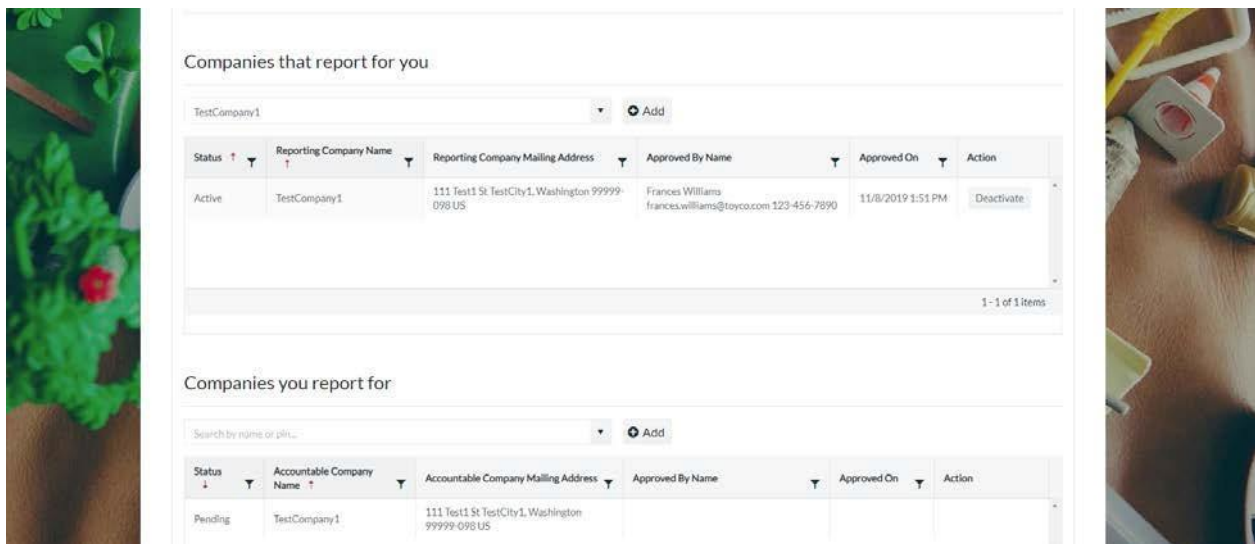 Companies that report for you
TestCompany1
Add
Status
Reporting Company Name
Reporting Company Mailing Address
Approved By Name
Approved On
Action
Active
TestCompany1
111 Test1 St TestCity1, Washington 99999-
098 US
Frances Williams
frances.williams@toyco.com 123-456-7890
11/8/2019 1:51 PM
Deactivate
1 - 1 of 1 items
Companies you report for
Search by name or pin...
Add
Status
Accountable Company
Name
Accountable Company Mailing Address
Approved By Name
Approved On
Action
Pending
TestCompany1
111 Test1 St TestCity1, Washington
99999-098 US